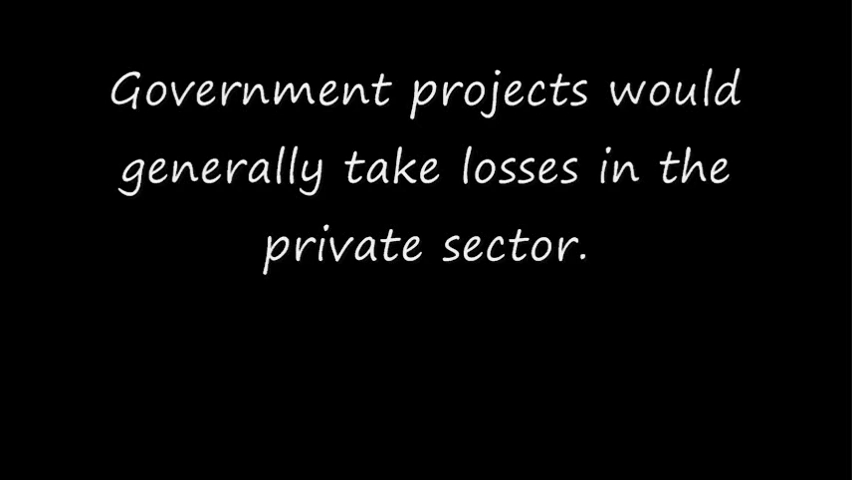 Government projects would
generally take losses in the
private sector.